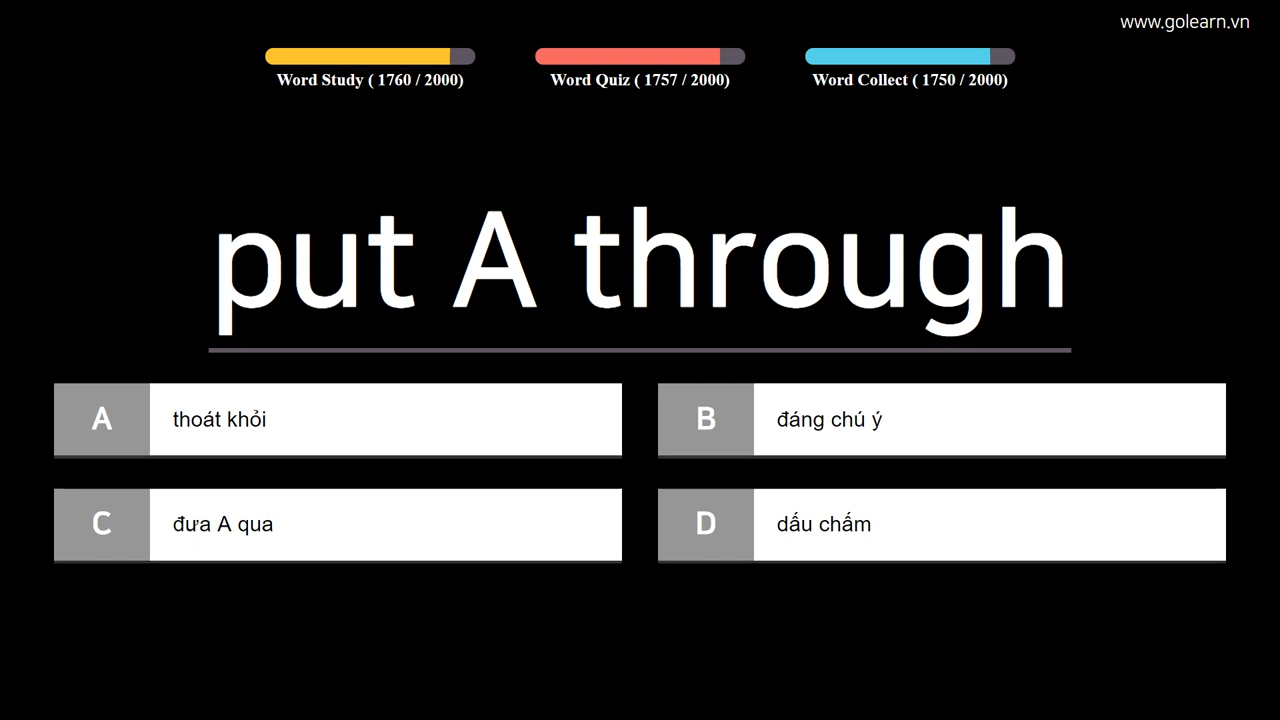 www.golearn.vn
Word Study ( 1760 / 2000)
Word Quiz ( 1757 / 2000)
Word Collect ( 1750 / 2000)
put A through
A thoát khỏi
B đáng chú ý
C đưa A qua
D dấu chấm